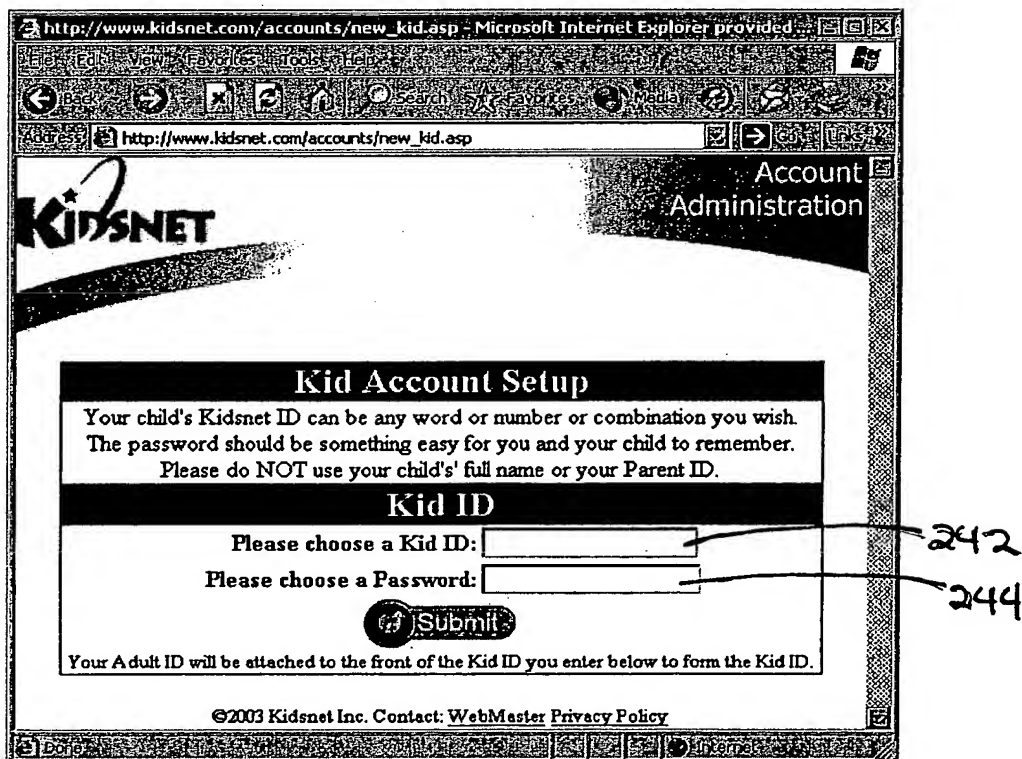 http://www.kidsnet.com/accounts/new_kid.asp - Microsoft Internet Explorer provided
File Edit View Favorites Tools Help
Back Search Favorites Media
Address http://www.kidsnet.com/accounts/new_kid.asp Go Links
KIDSNET
Account
Administration
Kid Account Setup
Your child's Kidsnet ID can be any word or number or combination you wish.
The password should be something easy for you and your child to remember.
Please do NOT use your child's' full name or your Parent ID.
Kid ID
Please choose a Kid ID:
242
Please choose a Password:
244
Submit
Your Adult ID will be attached to the front of the Kid ID you enter below to form the Kid ID.
©2003 Kidsnet Inc. Contact: WebMaster Privacy Policy
Done Internet